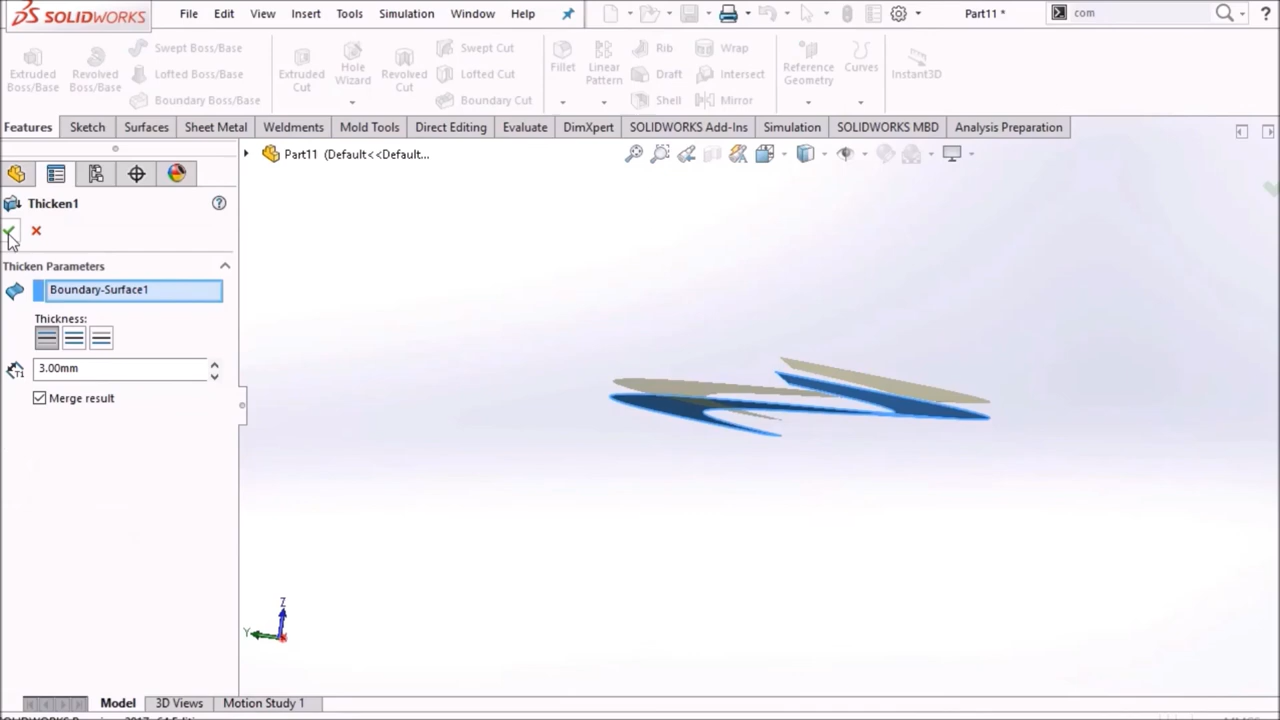 SOLIDWORKS File Edit View Insert Tools Simulation Window Help Part11 * com ?
Extruded Boss/Base
Revolved Boss/Base
Swept Boss/Base
Lofted Boss/Base
Boundary Boss/Base
Extruded Cut
Hole Wizard
Revolved Cut
Swept Cut
Lofted Cut
Boundary Cut
Fillet
Linear Pattern
Rib
Draft
Shell
Wrap
Intersect
Mirror
Reference Geometry
Curves
Instant3D
Features Sketch Surfaces Sheet Metal Weldments Mold Tools Direct Editing Evaluate DimXpert SOLIDWORKS Add-Ins Simulation SOLIDWORKS MBD Analysis Preparation
Part11 (Default<<Default...
Thicken1
Thicken Parameters
Boundary-Surface1
Thickness:
T1 3.00mm
Merge result
Z
Y
Model 3D Views Motion Study 1